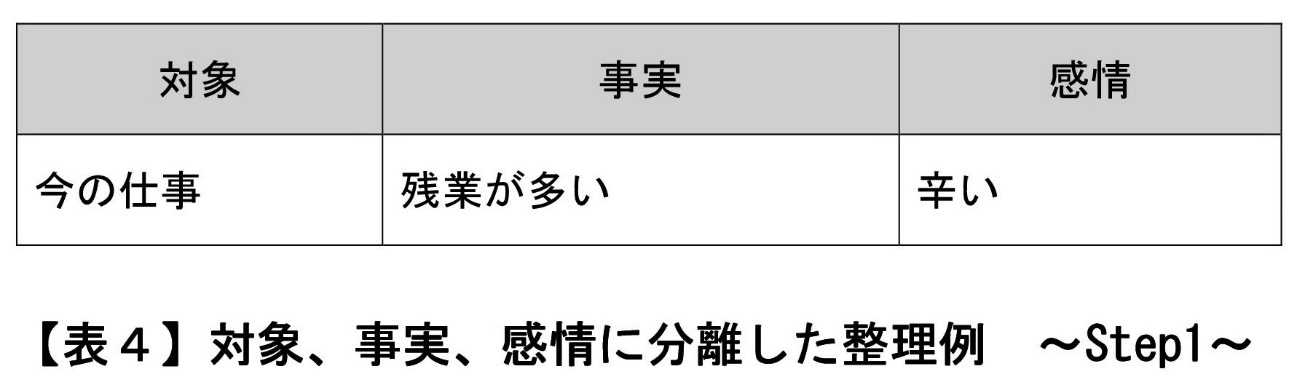 対象 事実 感情
今の仕事 残業が多い 辛い
【表４】対象、事実、感情に分離した整理例　～Step1～